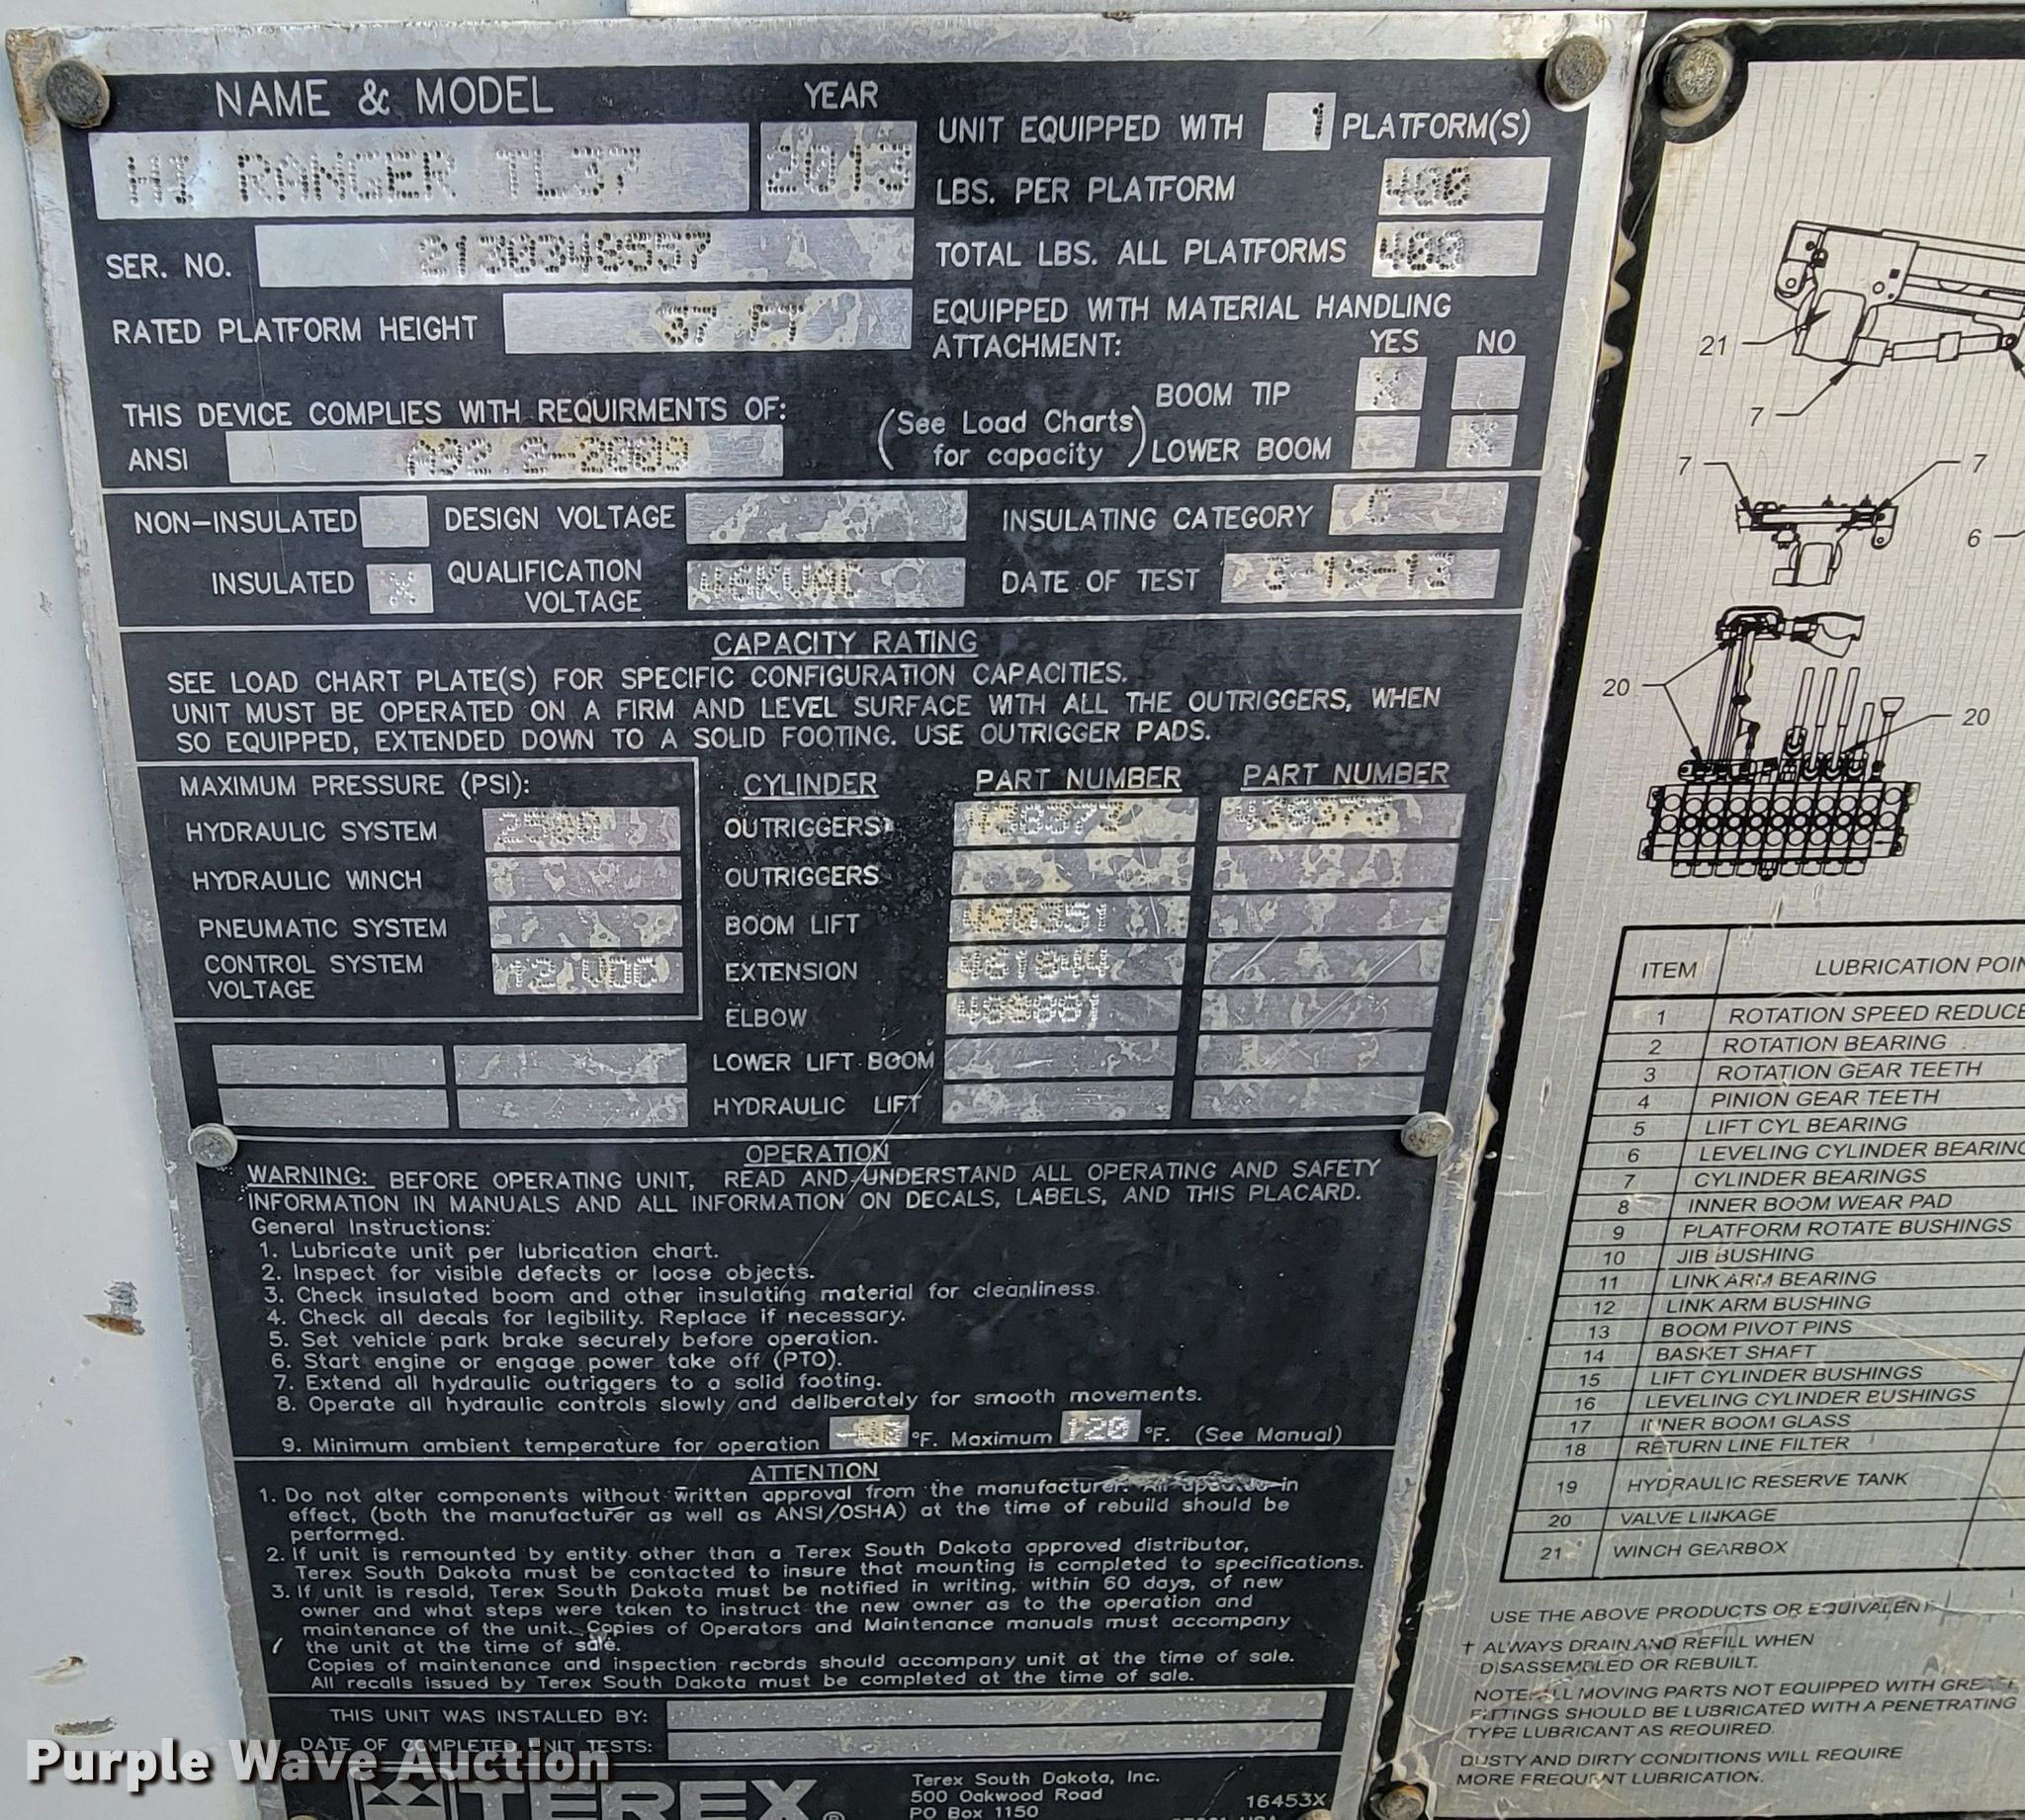 NAME & MODEL
YEAR
HI RANGER TL37
2013
UNIT EQUIPPED WITH 1 PLATFORM(S)
LBS. PER PLATFORM 400
SER. NO. 2130348557
TOTAL LBS. ALL PLATFORMS 400
RATED PLATFORM HEIGHT 37 FT
EQUIPPED WITH MATERIAL HANDLING
ATTACHMENT: YES NO
THIS DEVICE COMPLIES WITH REQUIRMENTS OF:
ANSI A92.2-2009
(See Load Charts
for capacity)
BOOM TIP X
LOWER BOOM X
NON-INSULATED DESIGN VOLTAGE INSULATING CATEGORY C
INSULATED X QUALIFICATION
VOLTAGE 46KVAC DATE OF TEST
CAPACITY RATING
SEE LOAD CHART PLATE(S) FOR SPECIFIC CONFIGURATION CAPACITIES.
UNIT MUST BE OPERATED ON A FIRM AND LEVEL SURFACE WITH ALL THE OUTRIGGERS, WHEN
SO EQUIPPED, EXTENDED DOWN TO A SOLID FOOTING. USE OUTRIGGER PADS.
MAXIMUM PRESSURE (PSI):
HYDRAULIC SYSTEM 2500
HYDRAULIC WINCH
PNEUMATIC SYSTEM
CONTROL SYSTEM
VOLTAGE 12 VDC
CYLINDER PART NUMBER PART NUMBER
OUTRIGGERS
OUTRIGGERS
BOOM LIFT 460351
EXTENSION 461844
ELBOW
LOWER LIFT BOOM
HYDRAULIC LIFT
OPERATION
WARNING: BEFORE OPERATING UNIT, READ AND UNDERSTAND ALL OPERATING AND SAFETY
INFORMATION IN MANUALS AND ALL INFORMATION ON DECALS, LABELS, AND THIS PLACARD.
General Instructions:
1. Lubricate unit per lubrication chart.
2. Inspect for visible defects or loose objects.
3. Check insulated boom and other insulating material for cleanliness.
4. Check all decals for legibility. Replace if necessary.
5. Set vehicle park brake securely before operation.
6. Start engine or engage power take off (PTO).
7. Extend all hydraulic outriggers to a solid footing.
8. Operate all hydraulic controls slowly and deliberately for smooth movements.
9. Minimum ambient temperature for operation -40 °F. Maximum 120 °F. (See Manual)
ATTENTION
1. Do not alter components without written approval from the manufacturer. All updates in
effect, (both the manufacturer as well as ANSI/OSHA) at the time of rebuild should be
performed.
2. If unit is remounted by entity other than a Terex South Dakota approved distributor,
Terex South Dakota must be contacted to insure that mounting is completed to specifications.
3. If unit is resold, Terex South Dakota must be notified in writing, within 60 days, of new
owner and what steps were taken to instruct the new owner as to the operation and
maintenance of the unit. Copies of Operators and Maintenance manuals must accompany
the unit at the time of sale.
Copies of maintenance and inspection records should accompany unit at the time of sale.
All recalls issued by Terex South Dakota must be completed at the time of sale.
THIS UNIT WAS INSTALLED BY:
DATE OF COMPLETED UNIT TESTS:
TEREX®
Terex South Dakota, Inc.
500 Oakwood Road
PO Box 1150
16453X
21
7
7
7
6
20
20
ITEM LUBRICATION
1 ROTATION SPEED
2 ROTATION BEARING
3 ROTATION GEAR TEETH
4 PINION GEAR TEETH
5 LIFT CYL BEARING
6 LEVELING CYLINDER
7 CYLINDER BEARINGS
8 INNER BOOM WEAR PAD
9 PLATFORM ROTATE BUSHINGS
10 JIB BUSHING
11 LINK ARM BEARING
12 LINK ARM BUSHING
13 BOOM PIVOT PINS
14 BASKET SHAFT
15 LIFT CYLINDER BUSHINGS
16 LEVELING CYLINDER BUSHINGS
17 INNER BOOM GLASS
18 RETURN LINE FILTER
19 HYDRAULIC RESERVE TANK
20 VALVE LINKAGE
21 WINCH GEARBOX
USE THE ABOVE PRODUCTS OR EQUIVALENT
† ALWAYS DRAIN AND REFILL WHEN
DISASSEMBLED OR REBUILT.
NOTE: ALL MOVING PARTS NOT EQUIPPED WITH
FITTINGS SHOULD BE LUBRICATED WITH A PENETRATING
TYPE LUBRICANT AS REQUIRED.
DUSTY AND DIRTY CONDITIONS WILL REQUIRE
MORE FREQUENT LUBRICATION.
Purple Wave Auction